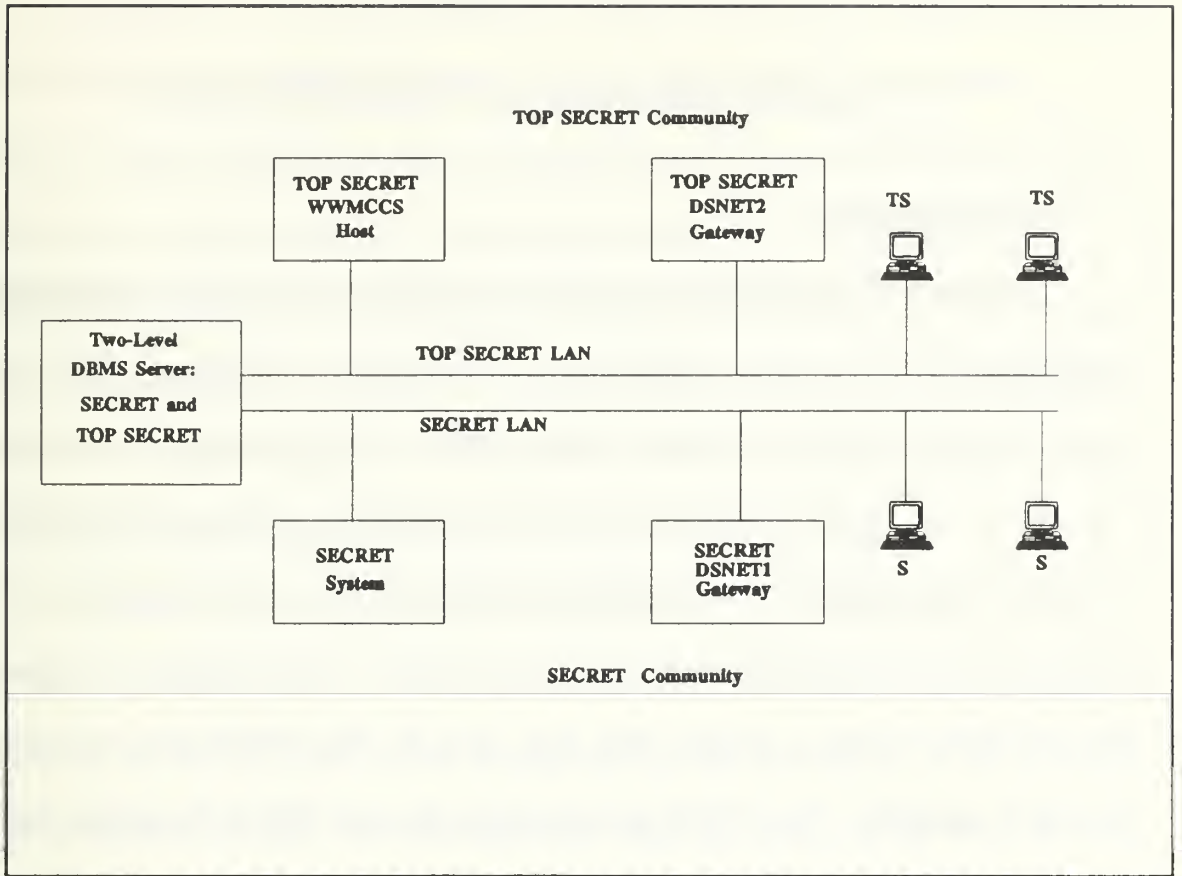 TOP SECRET Community
TOP SECRET
WWMCCS
Host
TOP SECRET
DSNET2
Gateway
TS
TS
Two-Level
DBMS Server:
SECRET and
TOP SECRET
TOP SECRET LAN
SECRET LAN
SECRET
System
SECRET
DSNET1
Gateway
S
S
SECRET Community